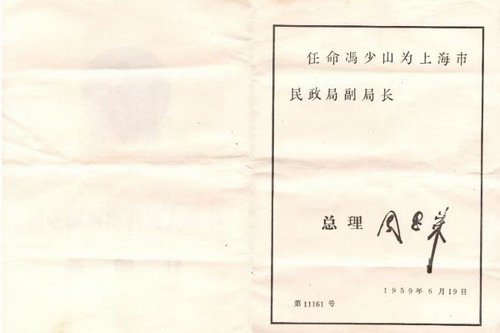 任命冯少山为上海市
民政局副局长
总理 周恩来
1959年6月19日
第11161号